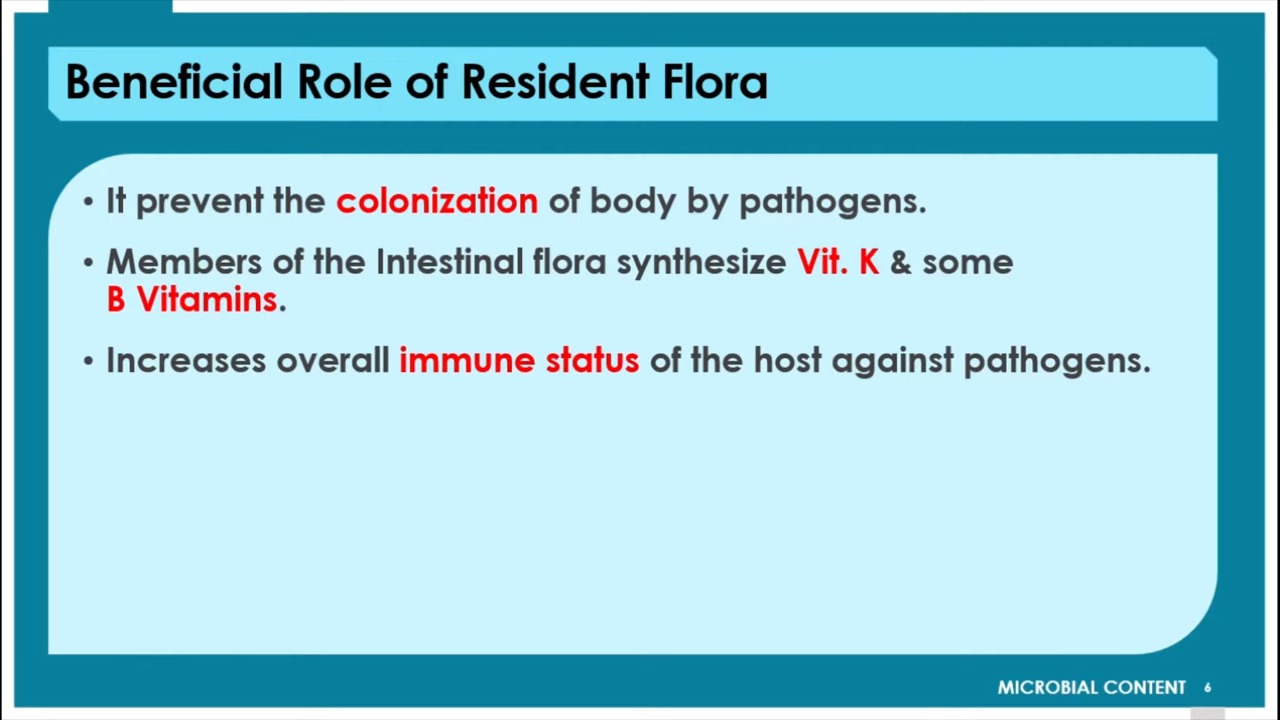 Beneficial Role of Resident Flora
• It prevent the colonization of body by pathogens.
• Members of the Intestinal flora synthesize Vit. K & some
B Vitamins.
• Increases overall immune status of the host against pathogens.
MICROBIAL CONTENT 6